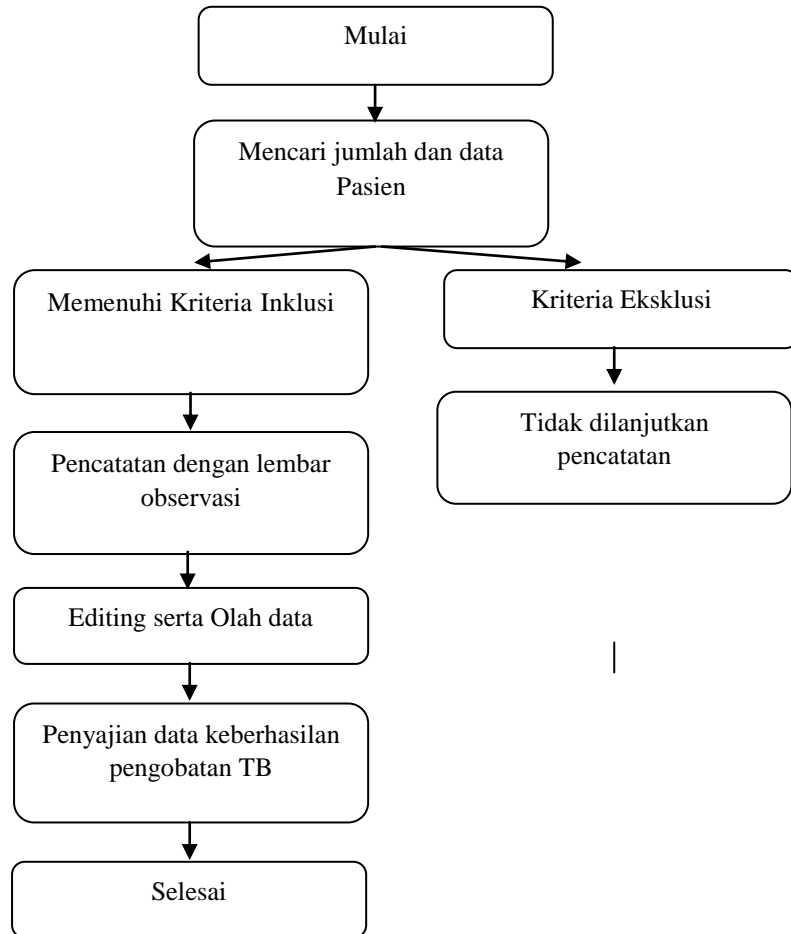 Mulai
Mencari jumlah dan data
Pasien
Memenuhi Kriteria Inklusi
Kriteria Eksklusi
Tidak dilanjutkan
pencatatan
Pencatatan dengan lembar
observasi
Editing serta Olah data
Penyajian data keberhasilan
pengobatan TB
Selesai